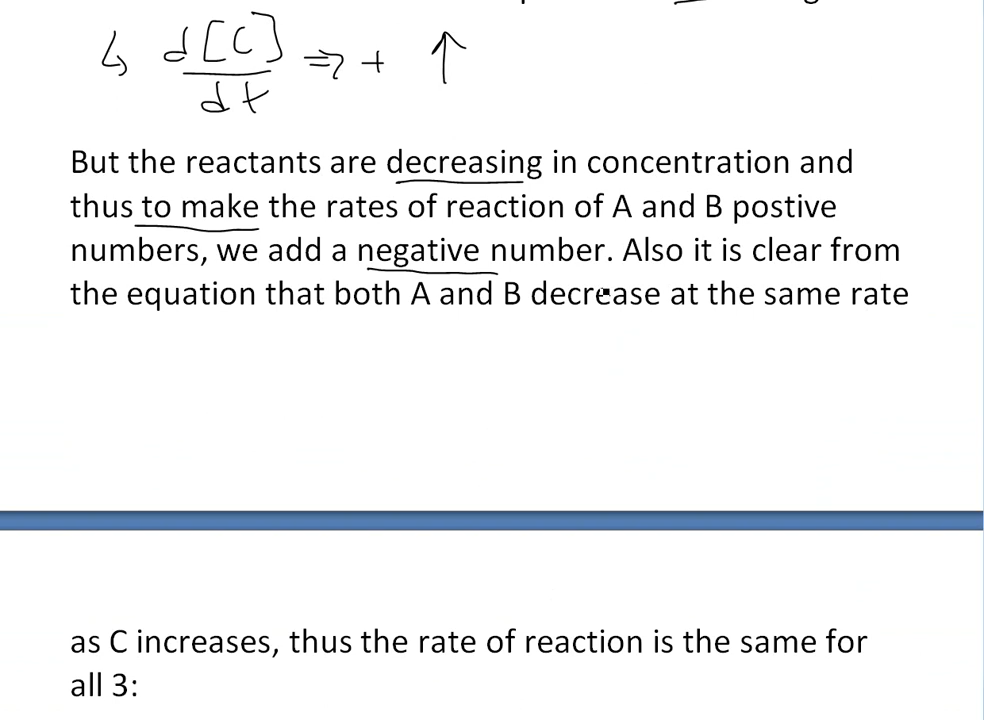 ↳ d[C]/dt ⇒ + ↑
But the reactants are decreasing in concentration and
thus to make the rates of reaction of A and B postive
numbers, we add a negative number. Also it is clear from
the equation that both A and B decrease at the same rate
as C increases, thus the rate of reaction is the same for
all 3: